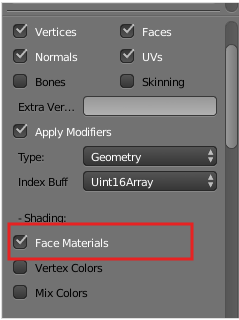 Vertices Faces
Normals UVs
Bones Skinning
Extra Ver...
Apply Modifiers
Type: Geometry
Index Buff Uint16Array
- Shading:
Face Materials
Vertex Colors
Mix Colors